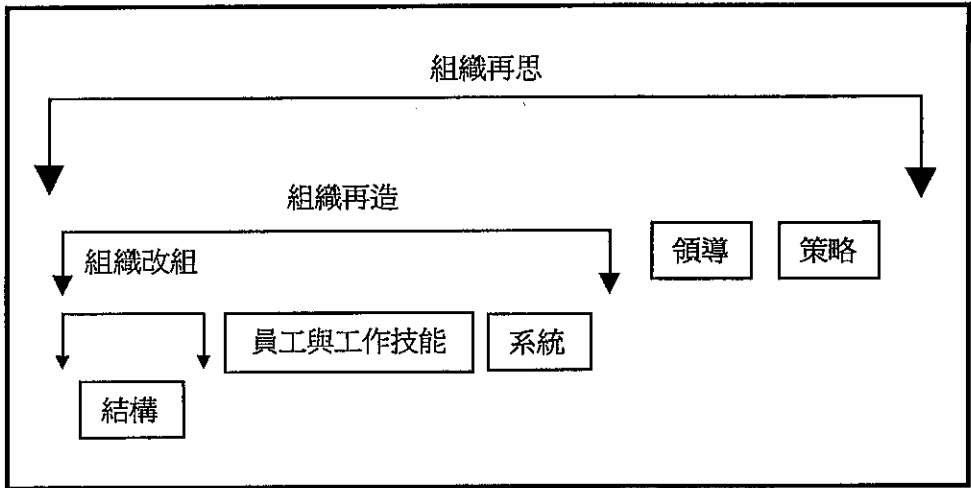 組織再思
組織再造
領導
策略
組織改組
員工與工作技能
系統
結構